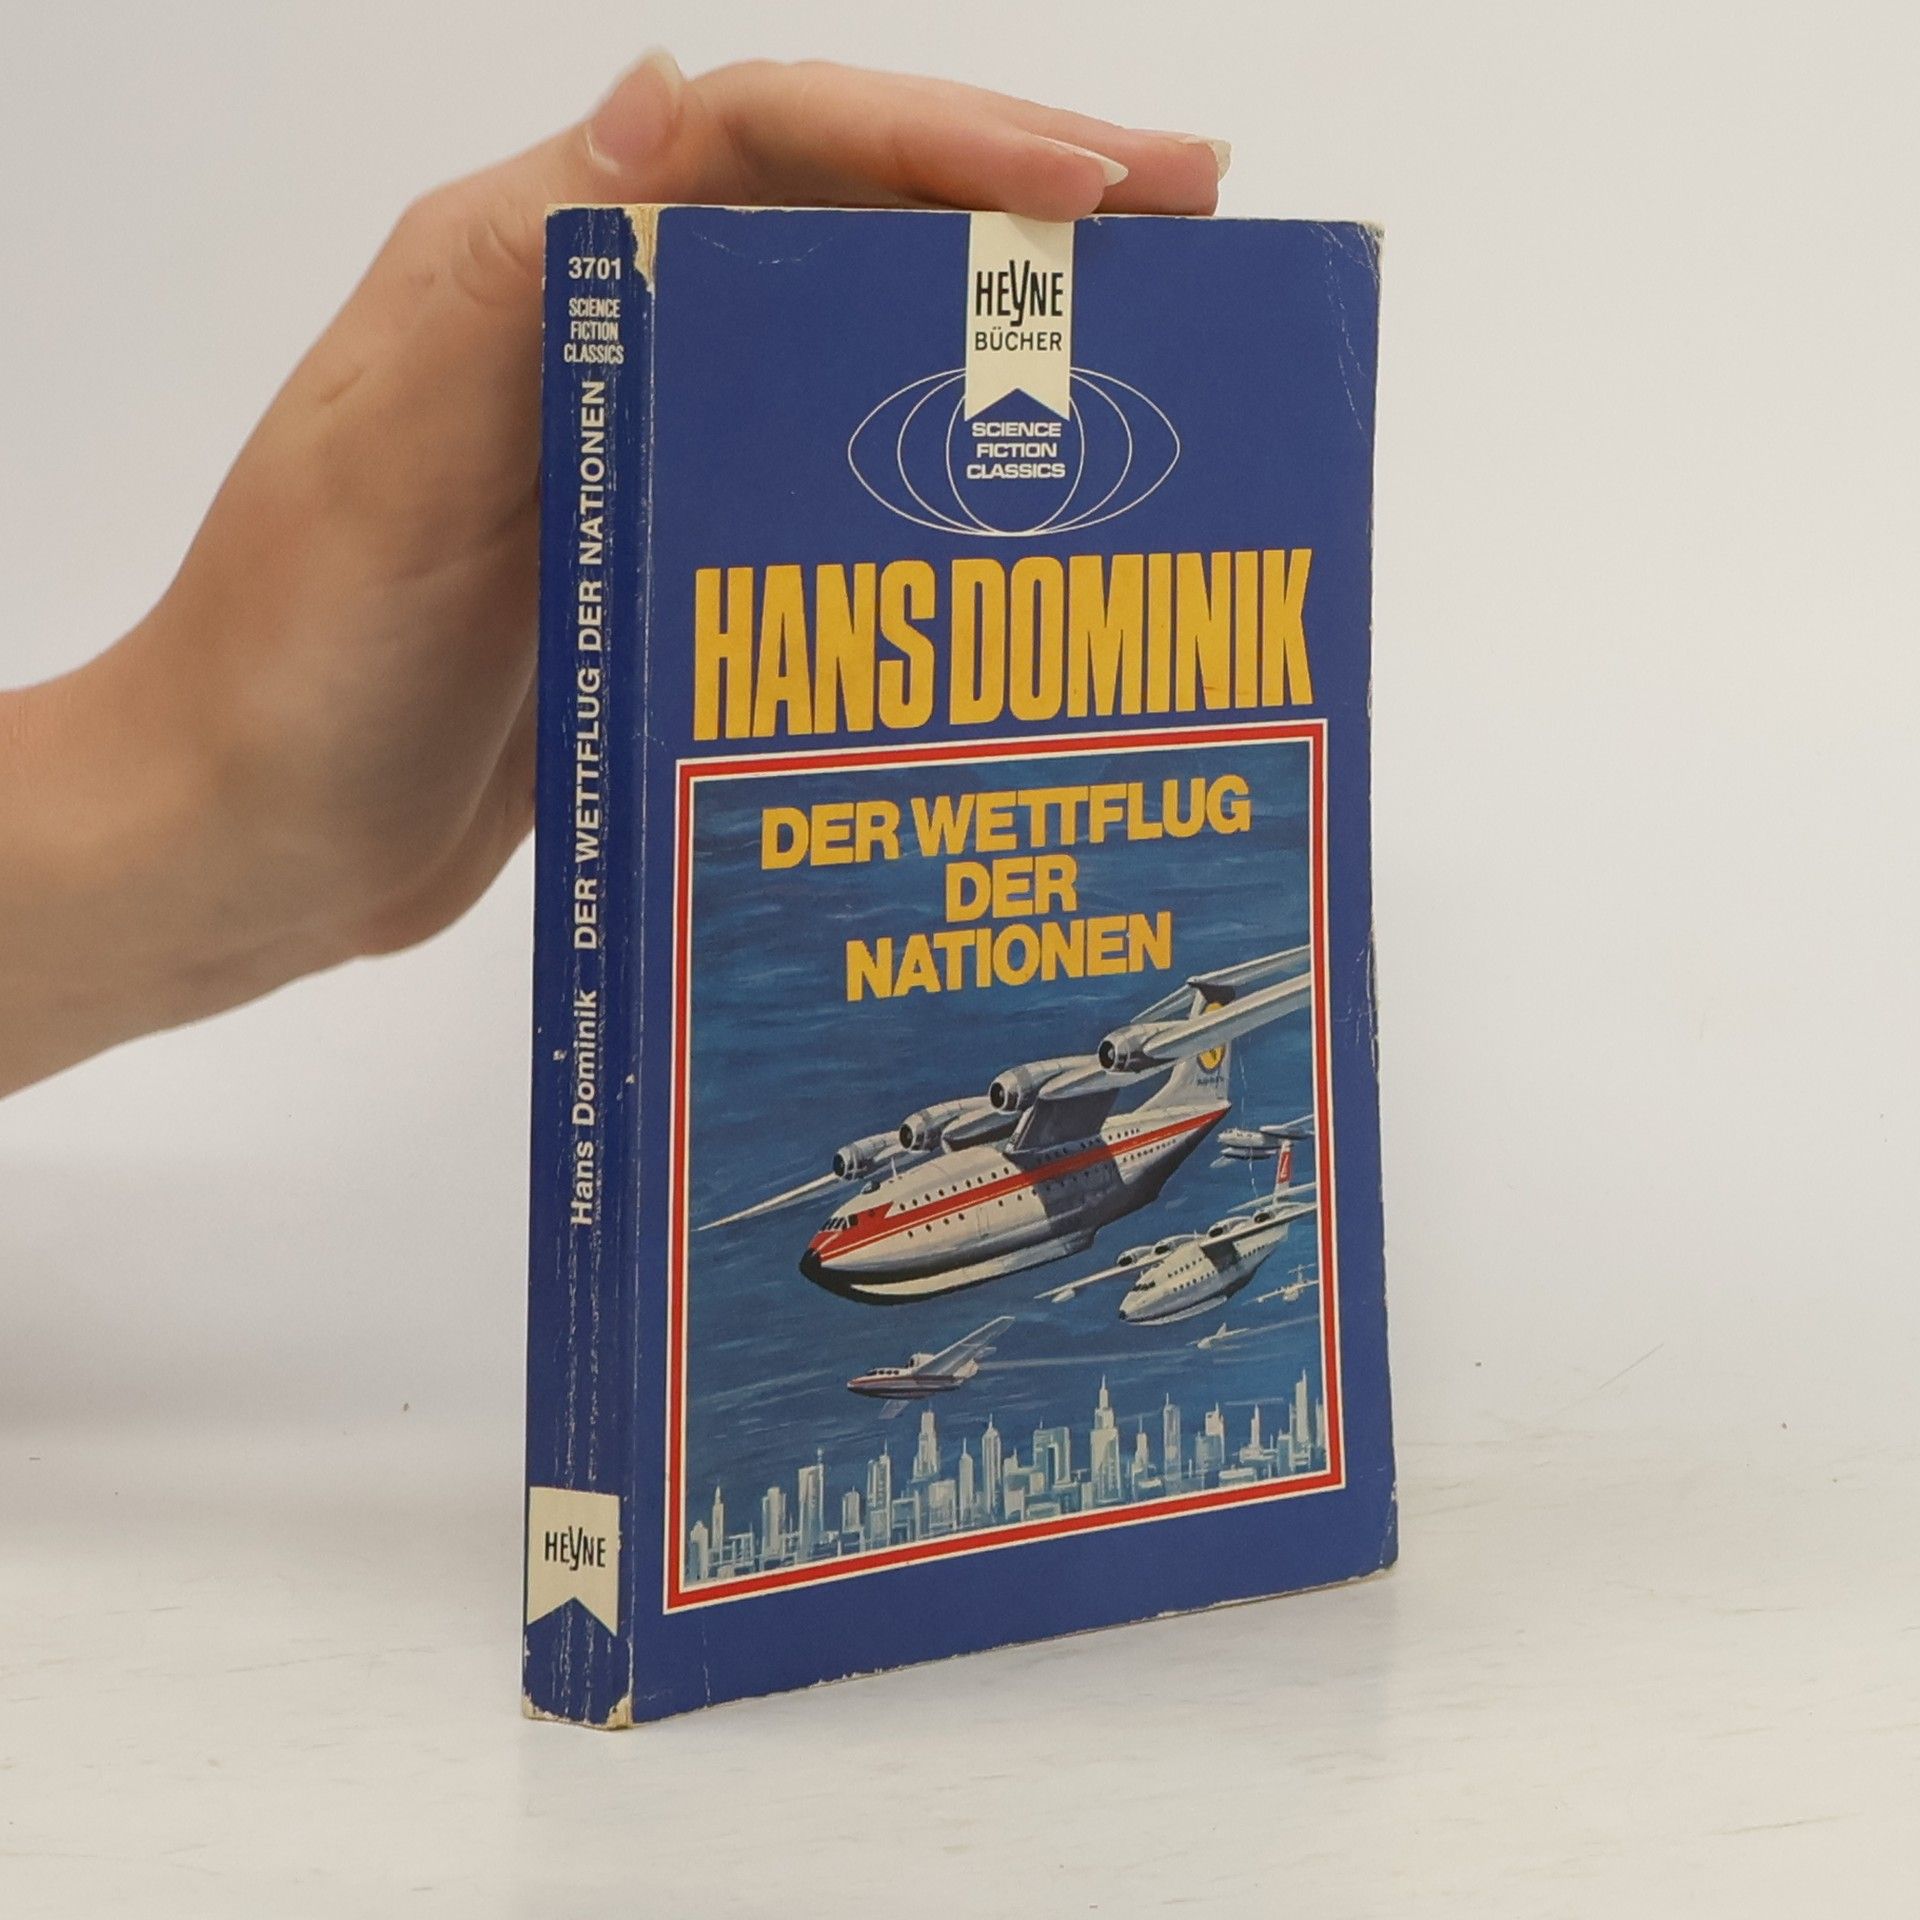 3701
SCIENCE
FICTION
CLASSICS
Hans Dominik DER WETTFLUG DER NATIONEN
HEYNE
HEYNE
BÜCHER
SCIENCE
FICTION
CLASSICS
HANS DOMINIK
DER WETTFLUG
DER
NATIONEN